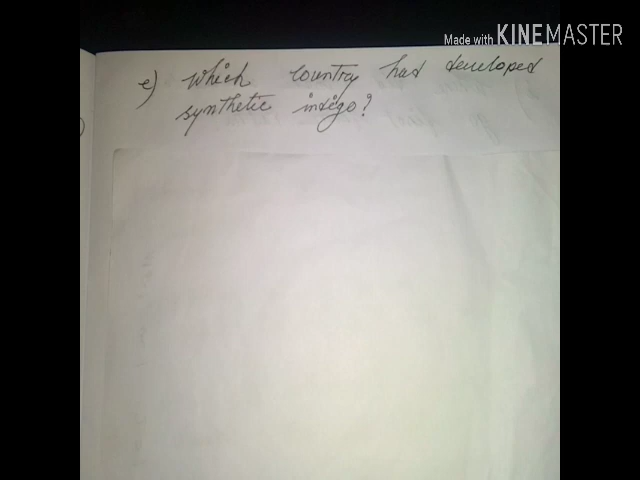 Made with KINEMASTER
e) Which country had developed
synthetic indigo?